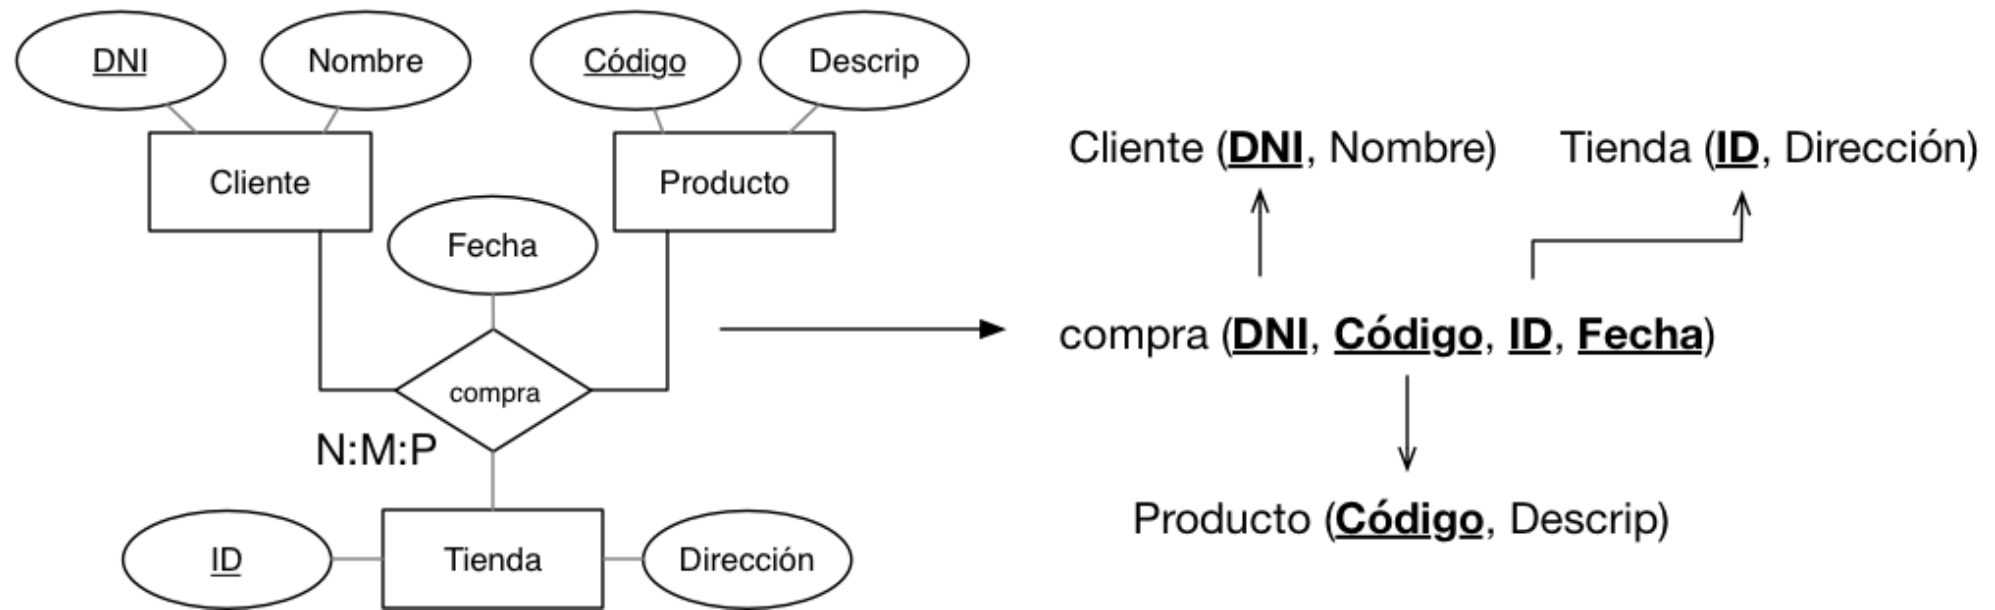 DNI
Nombre
Código
Descrip
Cliente
Producto
Fecha
compra
N:M:P
ID
Tienda
Dirección
Cliente (DNI, Nombre)
Tienda (ID, Dirección)
compra (DNI, Código, ID, Fecha)
Producto (Código, Descrip)